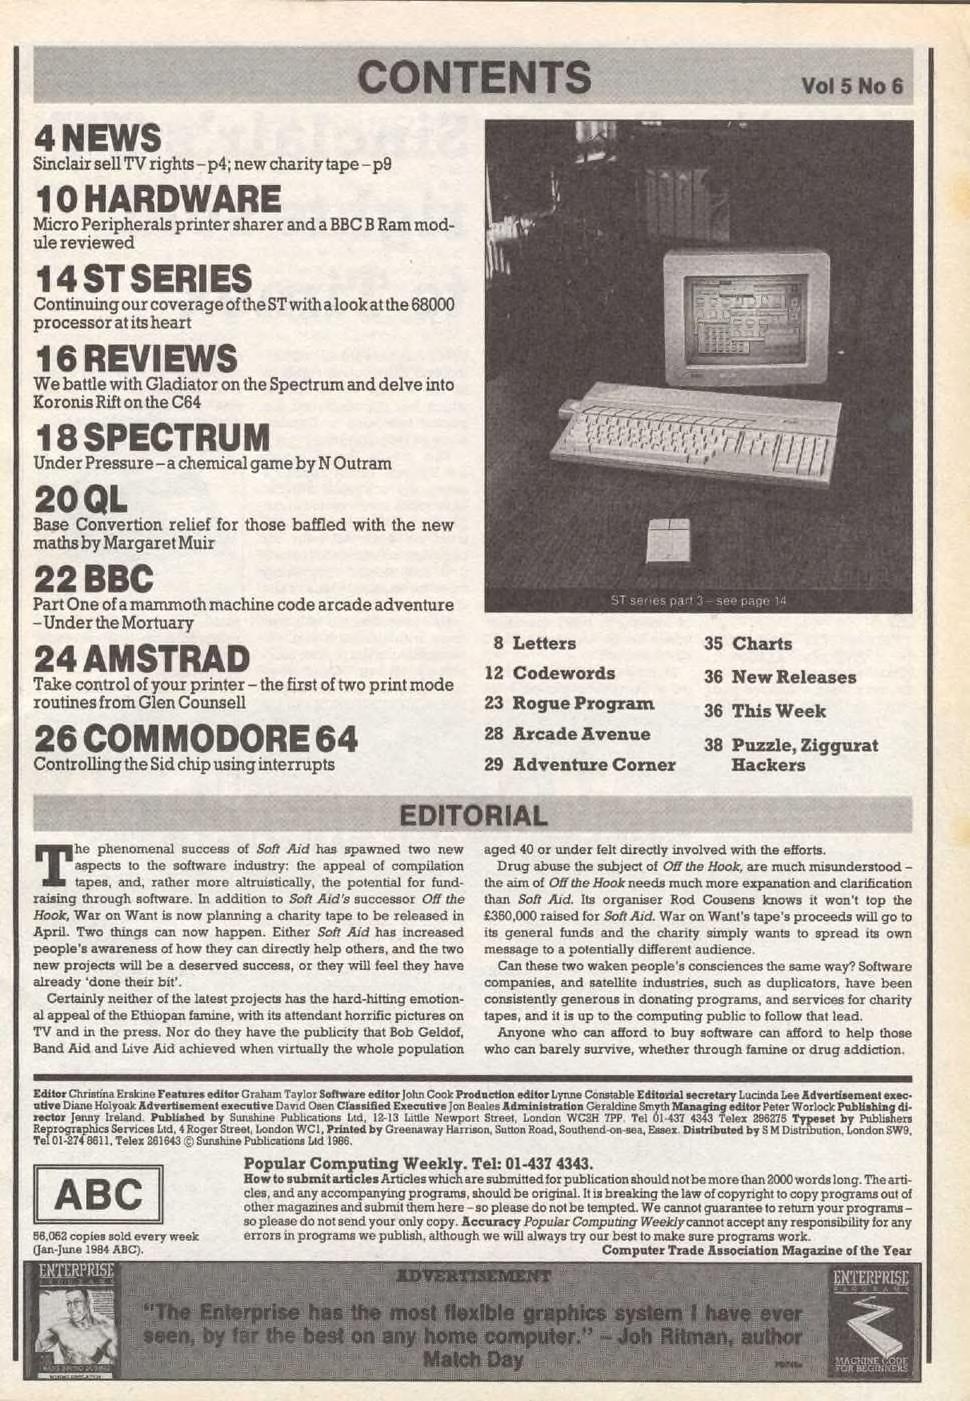 CONTENTS
Vol 5 No 6
4 NEWS
Sinclair sell TV rights – p4; new charity tape – p9
10 HARDWARE
Micro Peripherals printer sharer and a BBC B Ram mod-
ule reviewed
14 ST SERIES
Continuing our coverage of the ST with a look at the 68000
processor at its heart
16 REVIEWS
We battle with Gladiator on the Spectrum and delve into
Koronis Rift on the C64
18 SPECTRUM
Under Pressure – a chemical game by N Outram
20 QL
Base Convertion relief for those baffled with the new
maths by Margaret Muir
22 BBC
Part One of a mammoth machine code arcade adventure
– Under the Mortuary
24 AMSTRAD
Take control of your printer – the first of two print mode
routines from Glen Counsell
26 COMMODORE 64
Controlling the Sid chip using interrupts
ST series part 3 – see page 14
8 Letters
12 Codewords
23 Rogue Program
28 Arcade Avenue
29 Adventure Corner
35 Charts
36 New Releases
36 This Week
38 Puzzle, Ziggurat
Hackers
EDITORIAL
The phenomenal success of Soft Aid has spawned two new
aspects to the software industry: the appeal of compilation
tapes, and, rather more altruistically, the potential for fund-
raising through software. In addition to Soft Aid's successor Off the
Hook, War on Want is now planning a charity tape to be released in
April. Two things can now happen. Either Soft Aid has increased
people's awareness of how they can directly help others, and the two
new projects will be a deserved success, or they will feel they have
already 'done their bit'.
Certainly neither of the latest projects has the hard-hitting emotion-
al appeal of the Ethiopan famine, with its attendant horrific pictures on
TV and in the press. Nor do they have the publicity that Bob Geldof,
Band Aid and Live Aid achieved when virtually the whole population
aged 40 or under felt directly involved with the efforts.
Drug abuse the subject of Off the Hook, are much misunderstood –
the aim of Off the Hook needs much more expanation and clarification
than Soft Aid. Its organiser Rod Cousens knows it won't top the
£350,000 raised for Soft Aid. War on Want's tape's proceeds will go to
its general funds and the charity simply wants to spread its own
message to a potentially different audience.
Can these two waken people's consciences the same way? Software
companies, and satellite industries, such as duplicators, have been
consistently generous in donating programs, and services for charity
tapes, and it is up to the computing public to follow that lead.
Anyone who can afford to buy software can afford to help those
who can barely survive, whether through famine or drug addiction.
Editor Christina Erskine Features editor Graham Taylor Software editor John Cook Production editor Lynne Constable Editorial secretary Lucinda Lee Advertisement exec-
utive Diane Holyoak Advertisement executive David Osen Classified Executive Jon Beales Administration Geraldine Smyth Managing editor Peter Worlock Publishing di-
rector Jenny Ireland. Published by Sunshine Publications Ltd, 12-13 Little Newport Street, London WC2H 7PP. Tel 01-437 4343 Telex 296275 Typeset by Publishers
Reprographics Services Ltd, 4 Roger Street, London WC1, Printed by Greenaway Harrison, Sutton Road, Southend-on-sea, Essex. Distributed by S M Distribution, London SW9,
Tel 01-274 8611, Telex 261643 © Sunshine Publications Ltd 1986.
ABC
56,052 copies sold every week
(Jan-June 1984 ABC).
Popular Computing Weekly. Tel: 01-437 4343.
How to submit articles Articles which are submitted for publication should not be more than 2000 words long. The arti-
cles, and any accompanying programs, should be original. It is breaking the law of copyright to copy programs out of
other magazines and submit them here – so please do not be tempted. We cannot guarantee to return your programs –
so please do not send your only copy. Accuracy Popular Computing Weekly cannot accept any responsibility for any
errors in programs we publish, although we will always try our best to make sure programs work.
Computer Trade Association Magazine of the Year
ENTERPRISE
ADVERTISEMENT
"The Enterprise has the most flexible graphics system I have ever
seen, by far the best on any home computer." – Joh Ritman, author
Match Day
ENTERPRISE
PROGRAMS
MACHINE CODE
FOR BEGINNERS